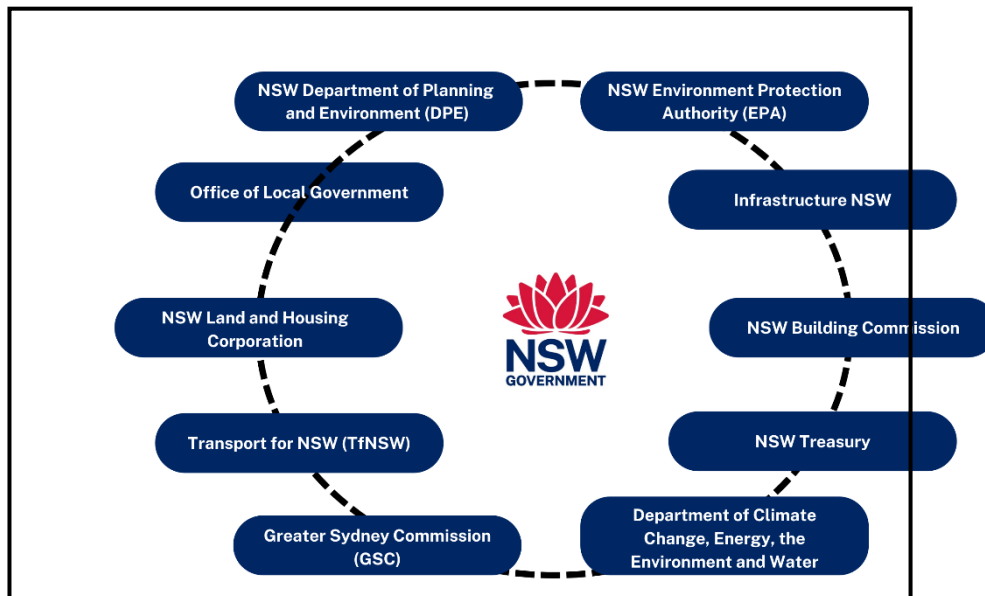 NSW Department of Planning
and Environment (DPE)
NSW Environment Protection
Authority (EPA)
Office of Local Government
Infrastructure NSW
NSW Land and Housing
Corporation
NSW
GOVERNMENT
NSW Building Commission
Transport for NSW (TfNSW)
NSW Treasury
Greater Sydney Commission
(GSC)
Department of Climate
Change, Energy, the
Environment and Water